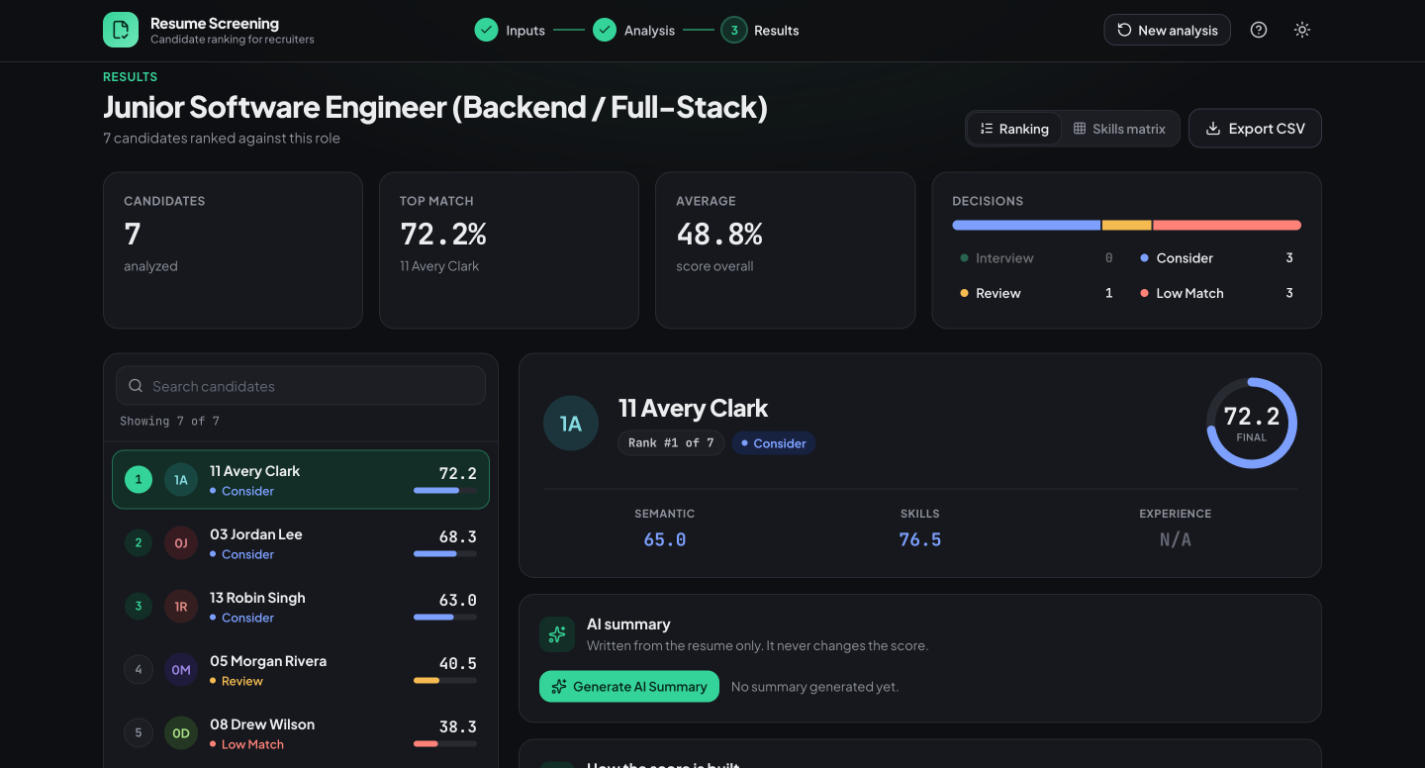 Resume Screening
Candidate ranking for recruiters
Inputs
Analysis
3 Results
New analysis
RESULTS
Junior Software Engineer (Backend / Full-Stack)
7 candidates ranked against this role
Ranking
Skills matrix
Export CSV
CANDIDATES
7
analyzed
TOP MATCH
72.2%
11 Avery Clark
AVERAGE
48.8%
score overall
DECISIONS
Interview 0
Consider 3
Review 1
Low Match 3
Search candidates
Showing 7 of 7
1 1A 11 Avery Clark 72.2
Consider
2 0J 03 Jordan Lee 68.3
Consider
3 1R 13 Robin Singh 63.0
Consider
4 0M 05 Morgan Rivera 40.5
Review
5 0D 08 Drew Wilson 38.3
Low Match
1A
11 Avery Clark
Rank #1 of 7
Consider
72.2
FINAL
SEMANTIC
65.0
SKILLS
76.5
EXPERIENCE
N/A
AI summary
Written from the resume only. It never changes the score.
Generate AI Summary
No summary generated yet.
How the score is built